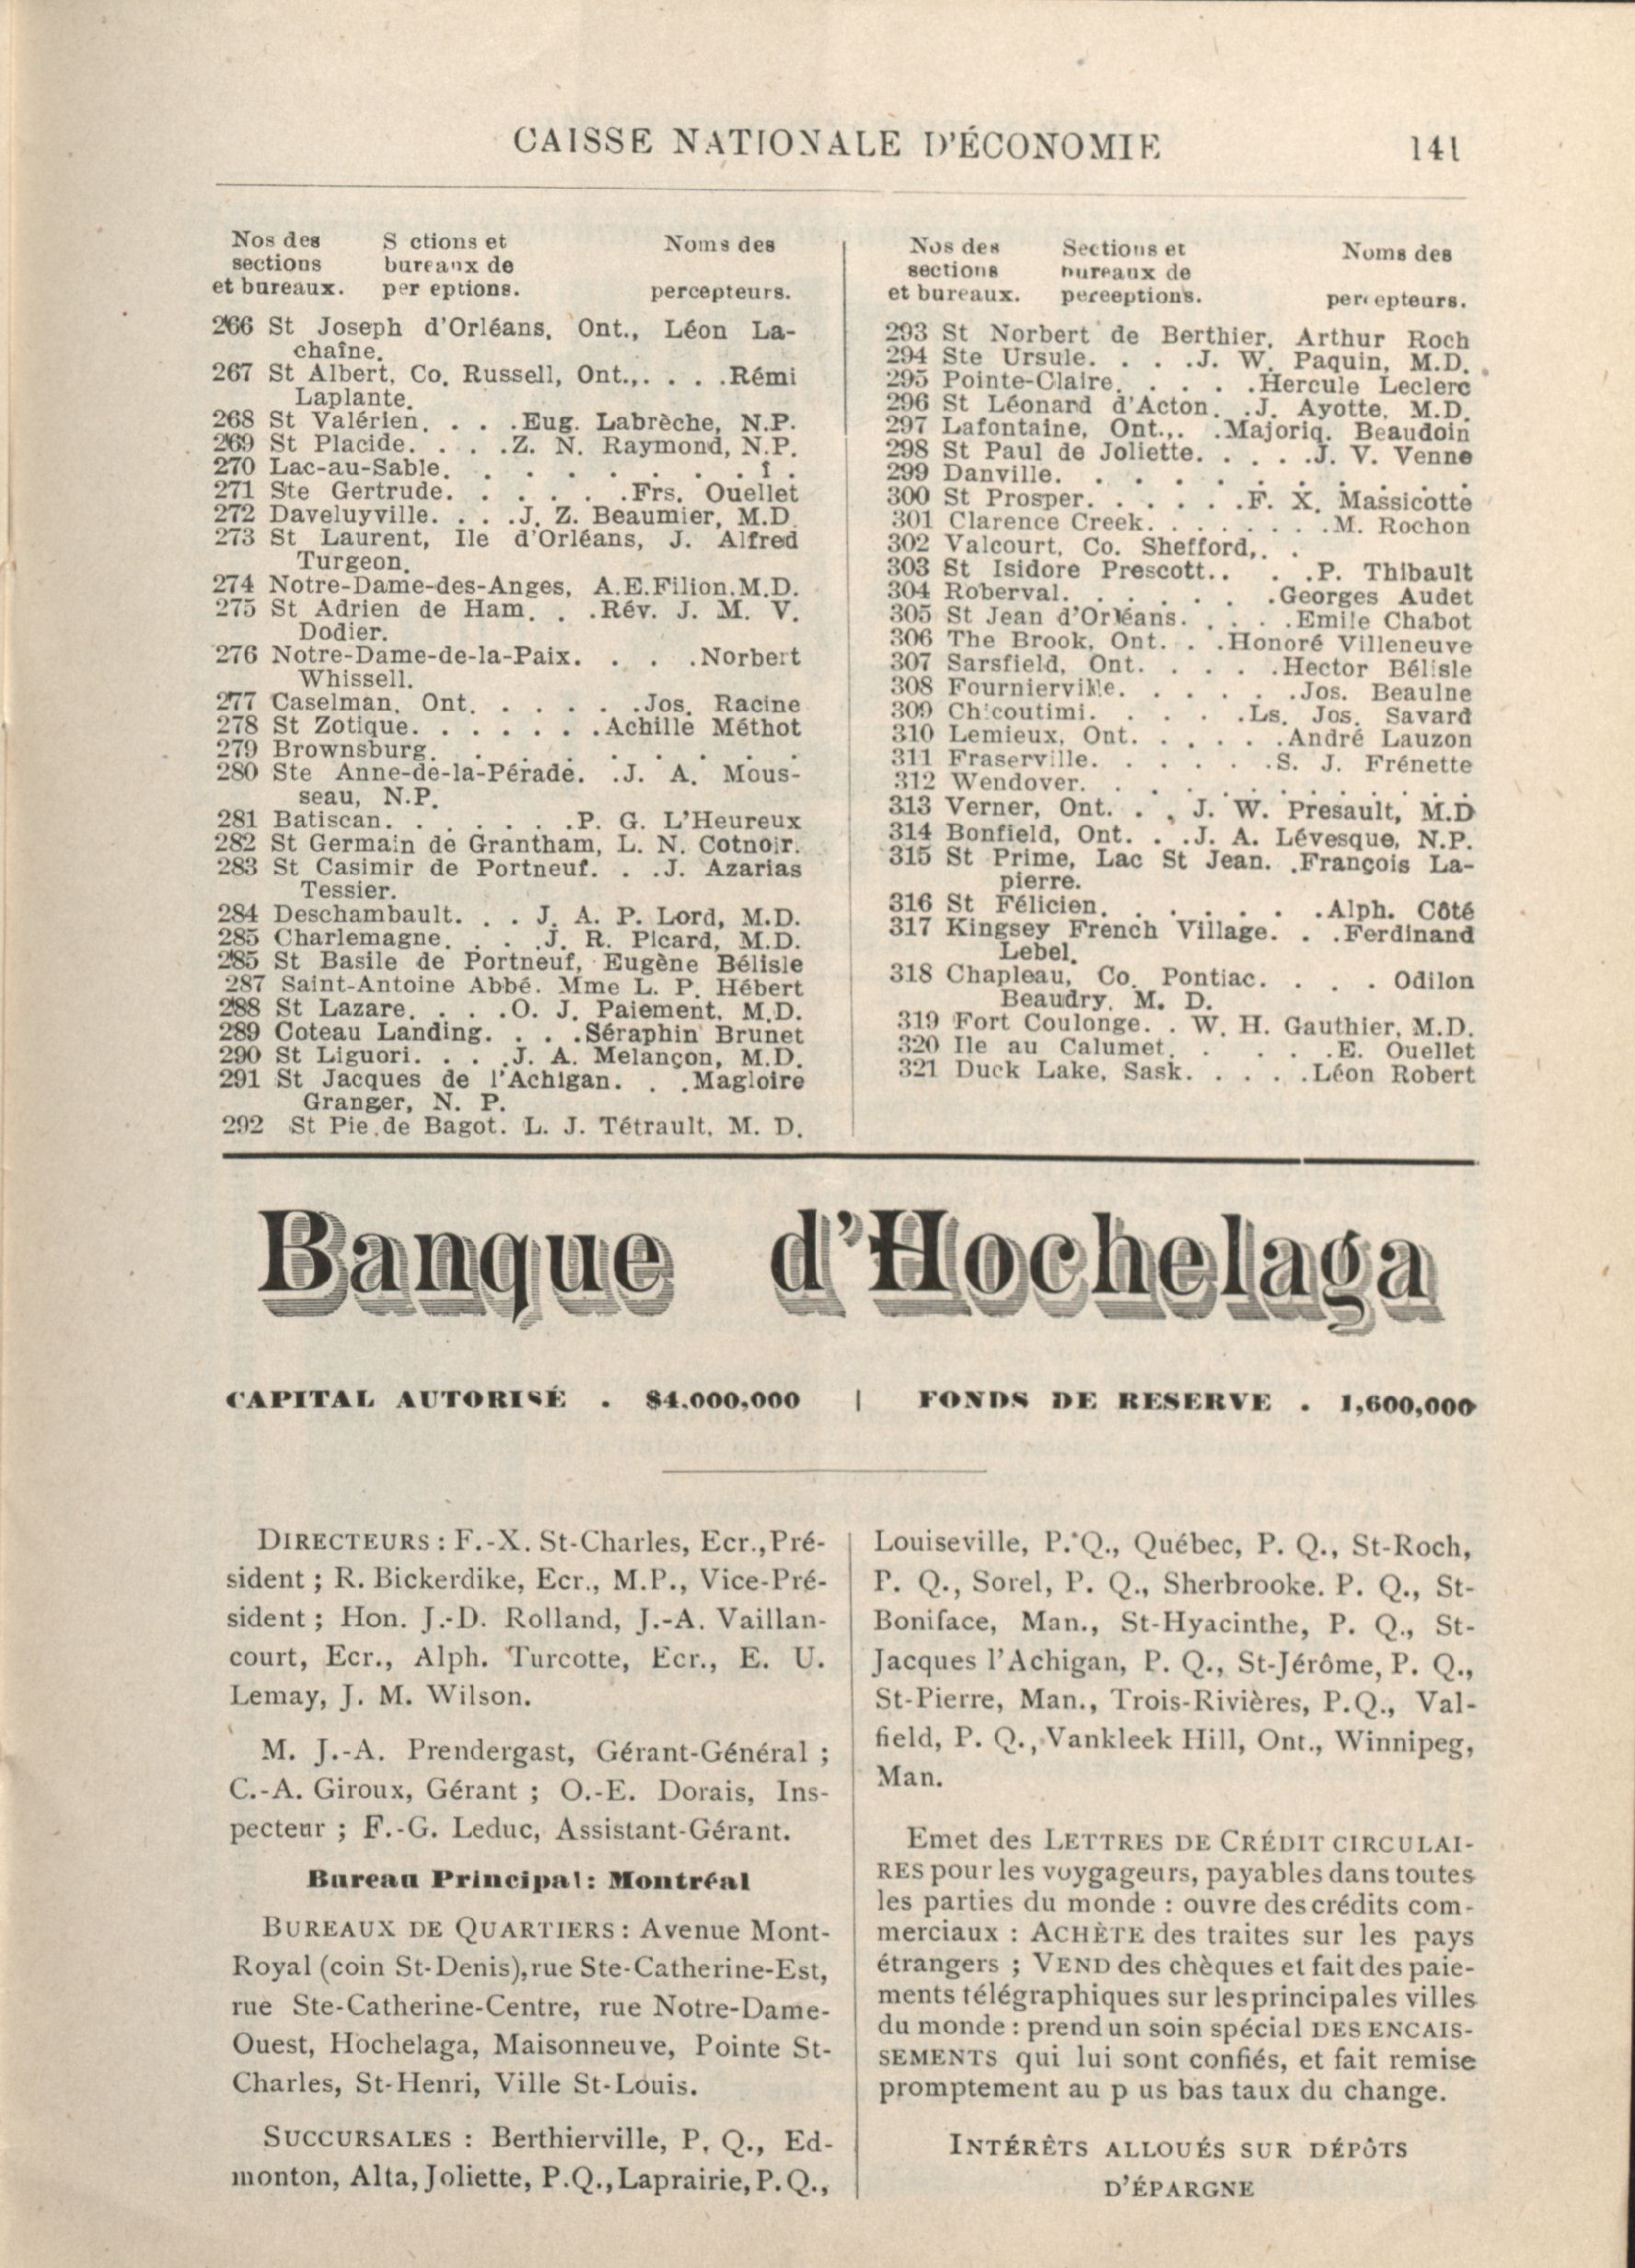 CAISSE NATIONALE D'ÉCONOMIE 141
Nos des S ctions et Noms des
sections bureaux de
et bureaux. per eptions. percepteurs.
266 St Joseph d'Orléans, Ont., Léon La-
chaîne.
267 St Albert, Co. Russell, Ont.,. . . .Rémi
Laplante.
268 St Valérien. . . .Eug. Labrèche, N.P.
269 St Placide. . . .Z. N. Raymond, N.P.
270 Lac-au-Sable. . . . . . . 1 .
271 Ste Gertrude. . . . . .Frs. Ouellet
272 Daveluyville. . . .J. Z. Beaumier, M.D.
273 St Laurent, Ile d'Orléans, J. Alfred
Turgeon.
274 Notre-Dame-des-Anges, A.E.Filion.M.D.
275 St Adrien de Ham. . .Rév. J. M. V.
Dodier.
276 Notre-Dame-de-la-Paix. . . . .Norbert
Whissell.
277 Caselman. Ont. . . . . .Jos. Racine
278 St Zotique. . . . . . .Achille Méthot
279 Brownsburg. . . . . . . .
280 Ste Anne-de-la-Pérade. .J. A. Mous-
seau, N.P.
281 Batiscan. . . . . . .P. G. L'Heureux
282 St Germain de Grantham, L. N. Cotnoir.
283 St Casimir de Portneuf. . .J. Azarias
Tessier.
284 Deschambault. . . J. A. P. Lord, M.D.
285 Charlemagne. . . .J. R. Picard, M.D.
285 St Basile de Portneuf, Eugène Bélisle
287 Saint-Antoine Abbé. Mme L. P. Hébert
288 St Lazare. . . .O. J. Paiement, M.D.
289 Coteau Landing. . . .Séraphin Brunet
290 St Liguori. . . .J. A. Melançon, M.D.
291 St Jacques de l'Achigan. . .Magloire
Granger, N. P.
292 St Pie de Bagot. L. J. Tétrault. M. D.
Nos des Sections et Noms des
sections bureaux de
et bureaux. perceptions. percepteurs.
293 St Norbert de Berthier, Arthur Roch
294 Ste Ursule. . . .J. W. Paquin, M.D.
295 Pointe-Claire. . . . .Hercule Leclerc
296 St Léonard d'Acton. .J. Ayotte, M.D.
297 Lafontaine, Ont.,. .Majoriq. Beaudoin
298 St Paul de Joliette. . . . .J. V. Venne
299 Danville. . . . . . . . .
300 St Prosper. . . . . .F. X. Massicotte
301 Clarence Creek. . . . . . .M. Rochon
302 Valcourt, Co. Shefford,. .
303 St Isidore Prescott.. . .P. Thibault
304 Roberval. . . . . . .Georges Audet
305 St Jean d'Orléans. . . . .Emile Chabot
306 The Brook, Ont. . .Honoré Villeneuve
307 Sarsfield, Ont. . . . .Hector Bélisle
308 Fournierville. . . . . .Jos. Beaulne
309 Chicoutimi. . . . .Ls. Jos. Savard
310 Lemieux, Ont. . . . . .André Lauzon
311 Fraserville. . . . . .S. J. Frénette
312 Wendover. . . . . . . .
313 Verner, Ont. . , J. W. Presault, M.D
314 Bonfield, Ont. . .J. A. Lévesque, N.P.
315 St Prime, Lac St Jean. .François La-
pierre.
316 St Félicien. . . . . . .Alph. Côté
317 Kingsey French Village. . .Ferdinand
Lebel.
318 Chapleau, Co. Pontiac. . . . Odilon
Beaudry. M. D.
319 Fort Coulonge. . W. H. Gauthier, M.D.
320 Ile au Calumet. . . . .E. Ouellet
321 Duck Lake, Sask. . . . .Léon Robert
Banque d'Hochelaga
CAPITAL AUTORISÉ . $4.000,000 | FONDS DE RESERVE . 1,600,000
DIRECTEURS : F.-X. St-Charles, Ecr., Pré-
sident ; R. Bickerdike, Ecr., M.P., Vice-Pré-
sident ; Hon. J.-D. Rolland, J.-A. Vaillan-
court, Ecr., Alph. Turcotte, Ecr., E. U.
Lemay, J. M. Wilson.
M. J.-A. Prendergast, Gérant-Général ;
C.-A. Giroux, Gérant ; O.-E. Dorais, Ins-
pecteur ; F.-G. Leduc, Assistant-Gérant.
Bureau Principal: Montréal
BUREAUX DE QUARTIERS : Avenue Mont-
Royal (coin St-Denis), rue Ste-Catherine-Est,
rue Ste-Catherine-Centre, rue Notre-Dame-
Ouest, Hochelaga, Maisonneuve, Pointe St-
Charles, St-Henri, Ville St-Louis.
SUCCURSALES : Berthierville, P. Q., Ed-
monton, Alta, Joliette, P.Q., Laprairie, P.Q.,
Louiseville, P. Q., Québec, P. Q., St-Roch,
P. Q., Sorel, P. Q., Sherbrooke. P. Q., St-
Boniface, Man., St-Hyacinthe, P. Q., St-
Jacques l'Achigan, P. Q., St-Jérôme, P. Q.,
St-Pierre, Man., Trois-Rivières, P.Q., Val-
field, P. Q., Vankleek Hill, Ont., Winnipeg,
Man.
Emet des LETTRES DE CRÉDIT CIRCULAI-
RES pour les voygageurs, payables dans toutes
les parties du monde : ouvre des crédits com-
merciaux : ACHÈTE des traites sur les pays
étrangers ; VEND des chèques et fait des paie-
ments télégraphiques sur lesprincipales villes
du monde : prend un soin spécial DES ENCAIS-
SEMENTS qui lui sont confiés, et fait remise
promptement au p us bas taux du change.
INTÉRÊTS ALLOUÉS SUR DÉPÔTS
D'ÉPARGNE